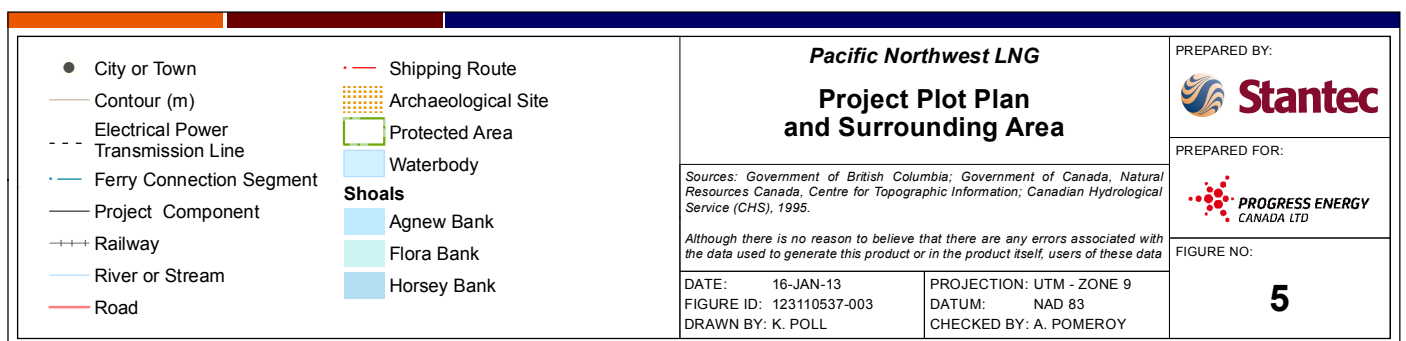 City or Town
Contour (m)
Electrical Power
Transmission Line
Ferry Connection Segment
Project Component
Railway
River or Stream
Road
Shipping Route
Archaeological Site
Protected Area
Waterbody
Shoals
Agnew Bank
Flora Bank
Horsey Bank
Pacific Northwest LNG
Project Plot Plan
and Surrounding Area
Sources: Government of British Columbia; Government of Canada, Natural
Resources Canada, Centre for Topographic Information; Canadian Hydrological
Service (CHS), 1995.
Although there is no reason to believe that there are any errors associated with
the data used to generate this product or in the product itself, users of these data
DATE: 16-JAN-13
FIGURE ID: 123110537-003
DRAWN BY: K. POLL
PROJECTION: UTM - ZONE 9
DATUM: NAD 83
CHECKED BY: A. POMEROY
PREPARED BY:
Stantec
PREPARED FOR:
PROGRESS ENERGY
CANADA LTD
FIGURE NO:
5